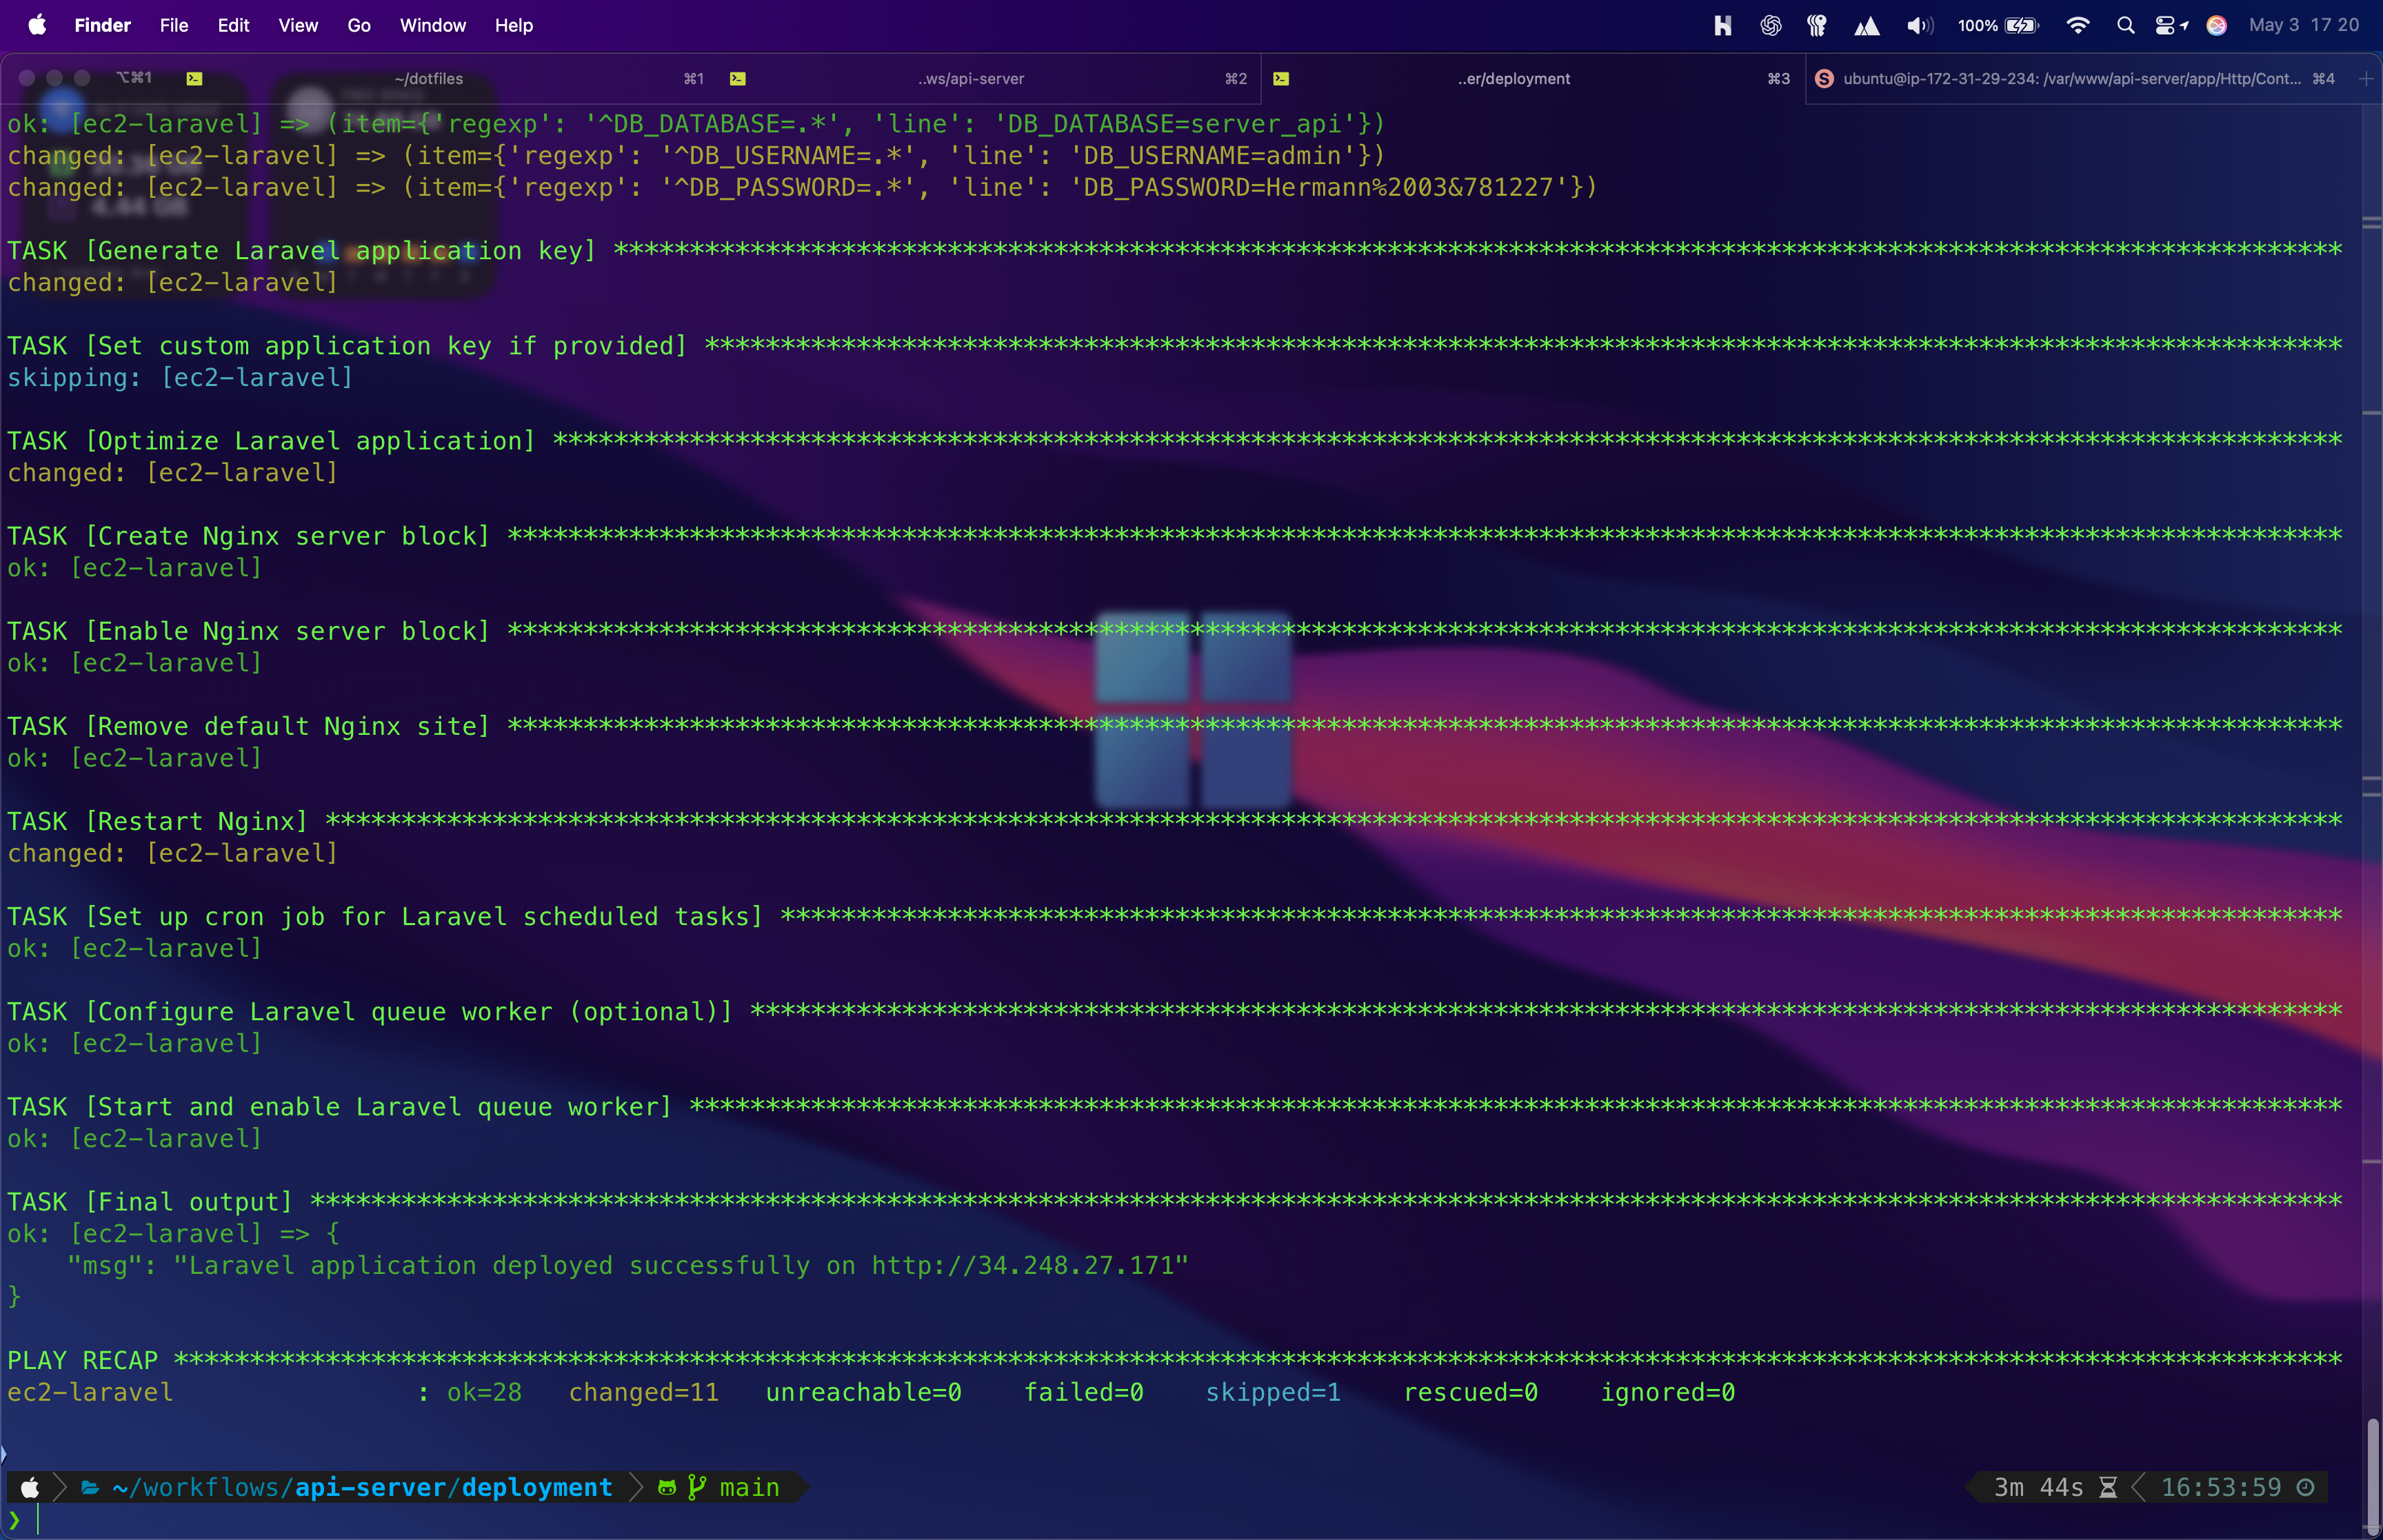 Finder File Edit View Go Window Help 100% May 3 17 20
⌥⌘1 ~/dotfiles ⌘1 ..ws/api-server ⌘2 ..er/deployment ⌘3 ubuntu@ip-172-31-29-234: /var/www/api-server/app/Http/Cont... ⌘4
ok: [ec2-laravel] => (item={'regexp': '^DB_DATABASE=.*', 'line': 'DB_DATABASE=server_api'})
changed: [ec2-laravel] => (item={'regexp': '^DB_USERNAME=.*', 'line': 'DB_USERNAME=admin'})
changed: [ec2-laravel] => (item={'regexp': '^DB_PASSWORD=.*', 'line': 'DB_PASSWORD=Hermann%2003&781227'})
TASK [Generate Laravel application key] ******************************************************************************************************************
changed: [ec2-laravel]
TASK [Set custom application key if provided] ************************************************************************************************************
skipping: [ec2-laravel]
TASK [Optimize Laravel application] **********************************************************************************************************************
changed: [ec2-laravel]
TASK [Create Nginx server block] *************************************************************************************************************************
ok: [ec2-laravel]
TASK [Enable Nginx server block] *************************************************************************************************************************
ok: [ec2-laravel]
TASK [Remove default Nginx site] *************************************************************************************************************************
ok: [ec2-laravel]
TASK [Restart Nginx] *************************************************************************************************************************************
changed: [ec2-laravel]
TASK [Set up cron job for Laravel scheduled tasks] *******************************************************************************************************
ok: [ec2-laravel]
TASK [Configure Laravel queue worker (optional)] *********************************************************************************************************
ok: [ec2-laravel]
TASK [Start and enable Laravel queue worker] *************************************************************************************************************
ok: [ec2-laravel]
TASK [Final output] **************************************************************************************************************************************
ok: [ec2-laravel] => {
"msg": "Laravel application deployed successfully on http://34.248.27.171"
}
PLAY RECAP ***********************************************************************************************************************************************
ec2-laravel : ok=28 changed=11 unreachable=0 failed=0 skipped=1 rescued=0 ignored=0
~/workflows/api-server/deployment main 3m 44s 16:53:59
❯